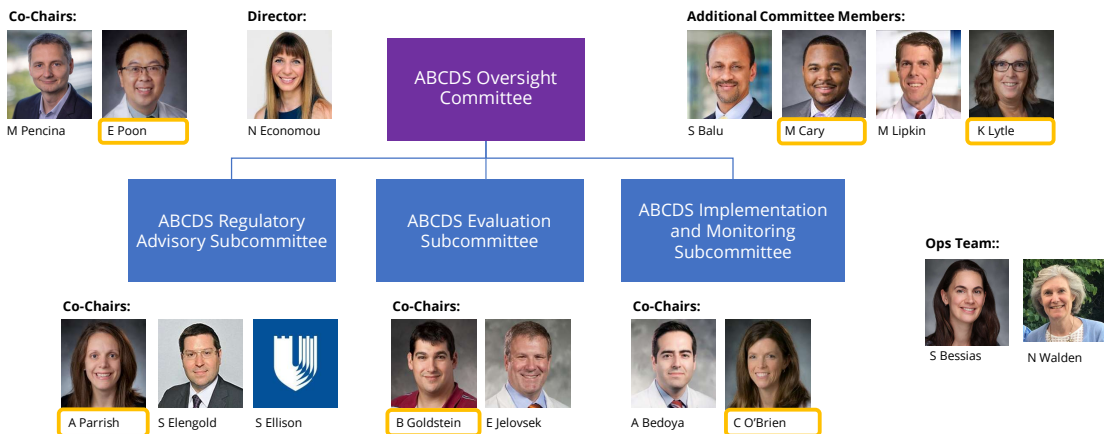 Co-Chairs:
Director:
Additional Committee Members:
ABCDS Oversight
Committee
M Pencina
E Poon
N Economou
S Balu
M Cary
M Lipkin
K Lytle
ABCDS Regulatory
Advisory Subcommittee
ABCDS Evaluation
Subcommittee
ABCDS Implementation
and Monitoring
Subcommittee
Ops Team::
S Bessias
N Walden
Co-Chairs:
Co-Chairs:
Co-Chairs:
A Parrish
S Elengold
S Ellison
B Goldstein
E Jelovsek
A Bedoya
C O’Brien